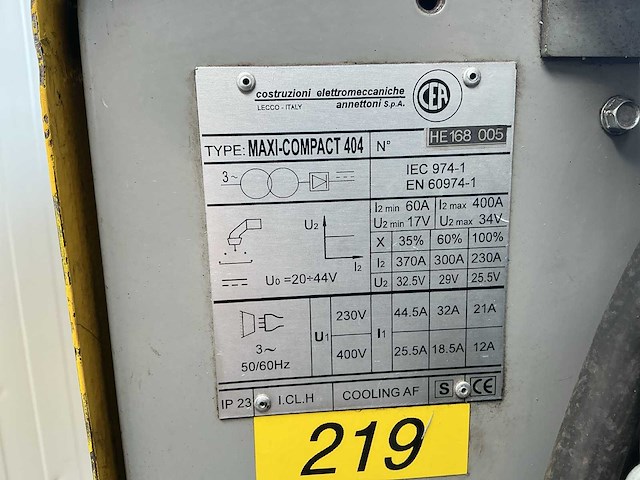 costruzioni elettromeccaniche
annettoni S.p.A.
LECCO - ITALY
CEA
TYPE: MAXI-COMPACT 404 N° HE168 005
3~
IEC 974-1
EN 60974-1
I2 min 60A I2 max 400A
U2 min 17V U2 max 34V
X 35% 60% 100%
I2 370A 300A 230A
U2 32.5V 29V 25.5V
U2
I2
U0 =20÷44V
3~
50/60Hz
U1 230V I1 44.5A 32A 21A
400V 25.5A 18.5A 12A
IP 23 I.CL.H COOLING AF S CE
219